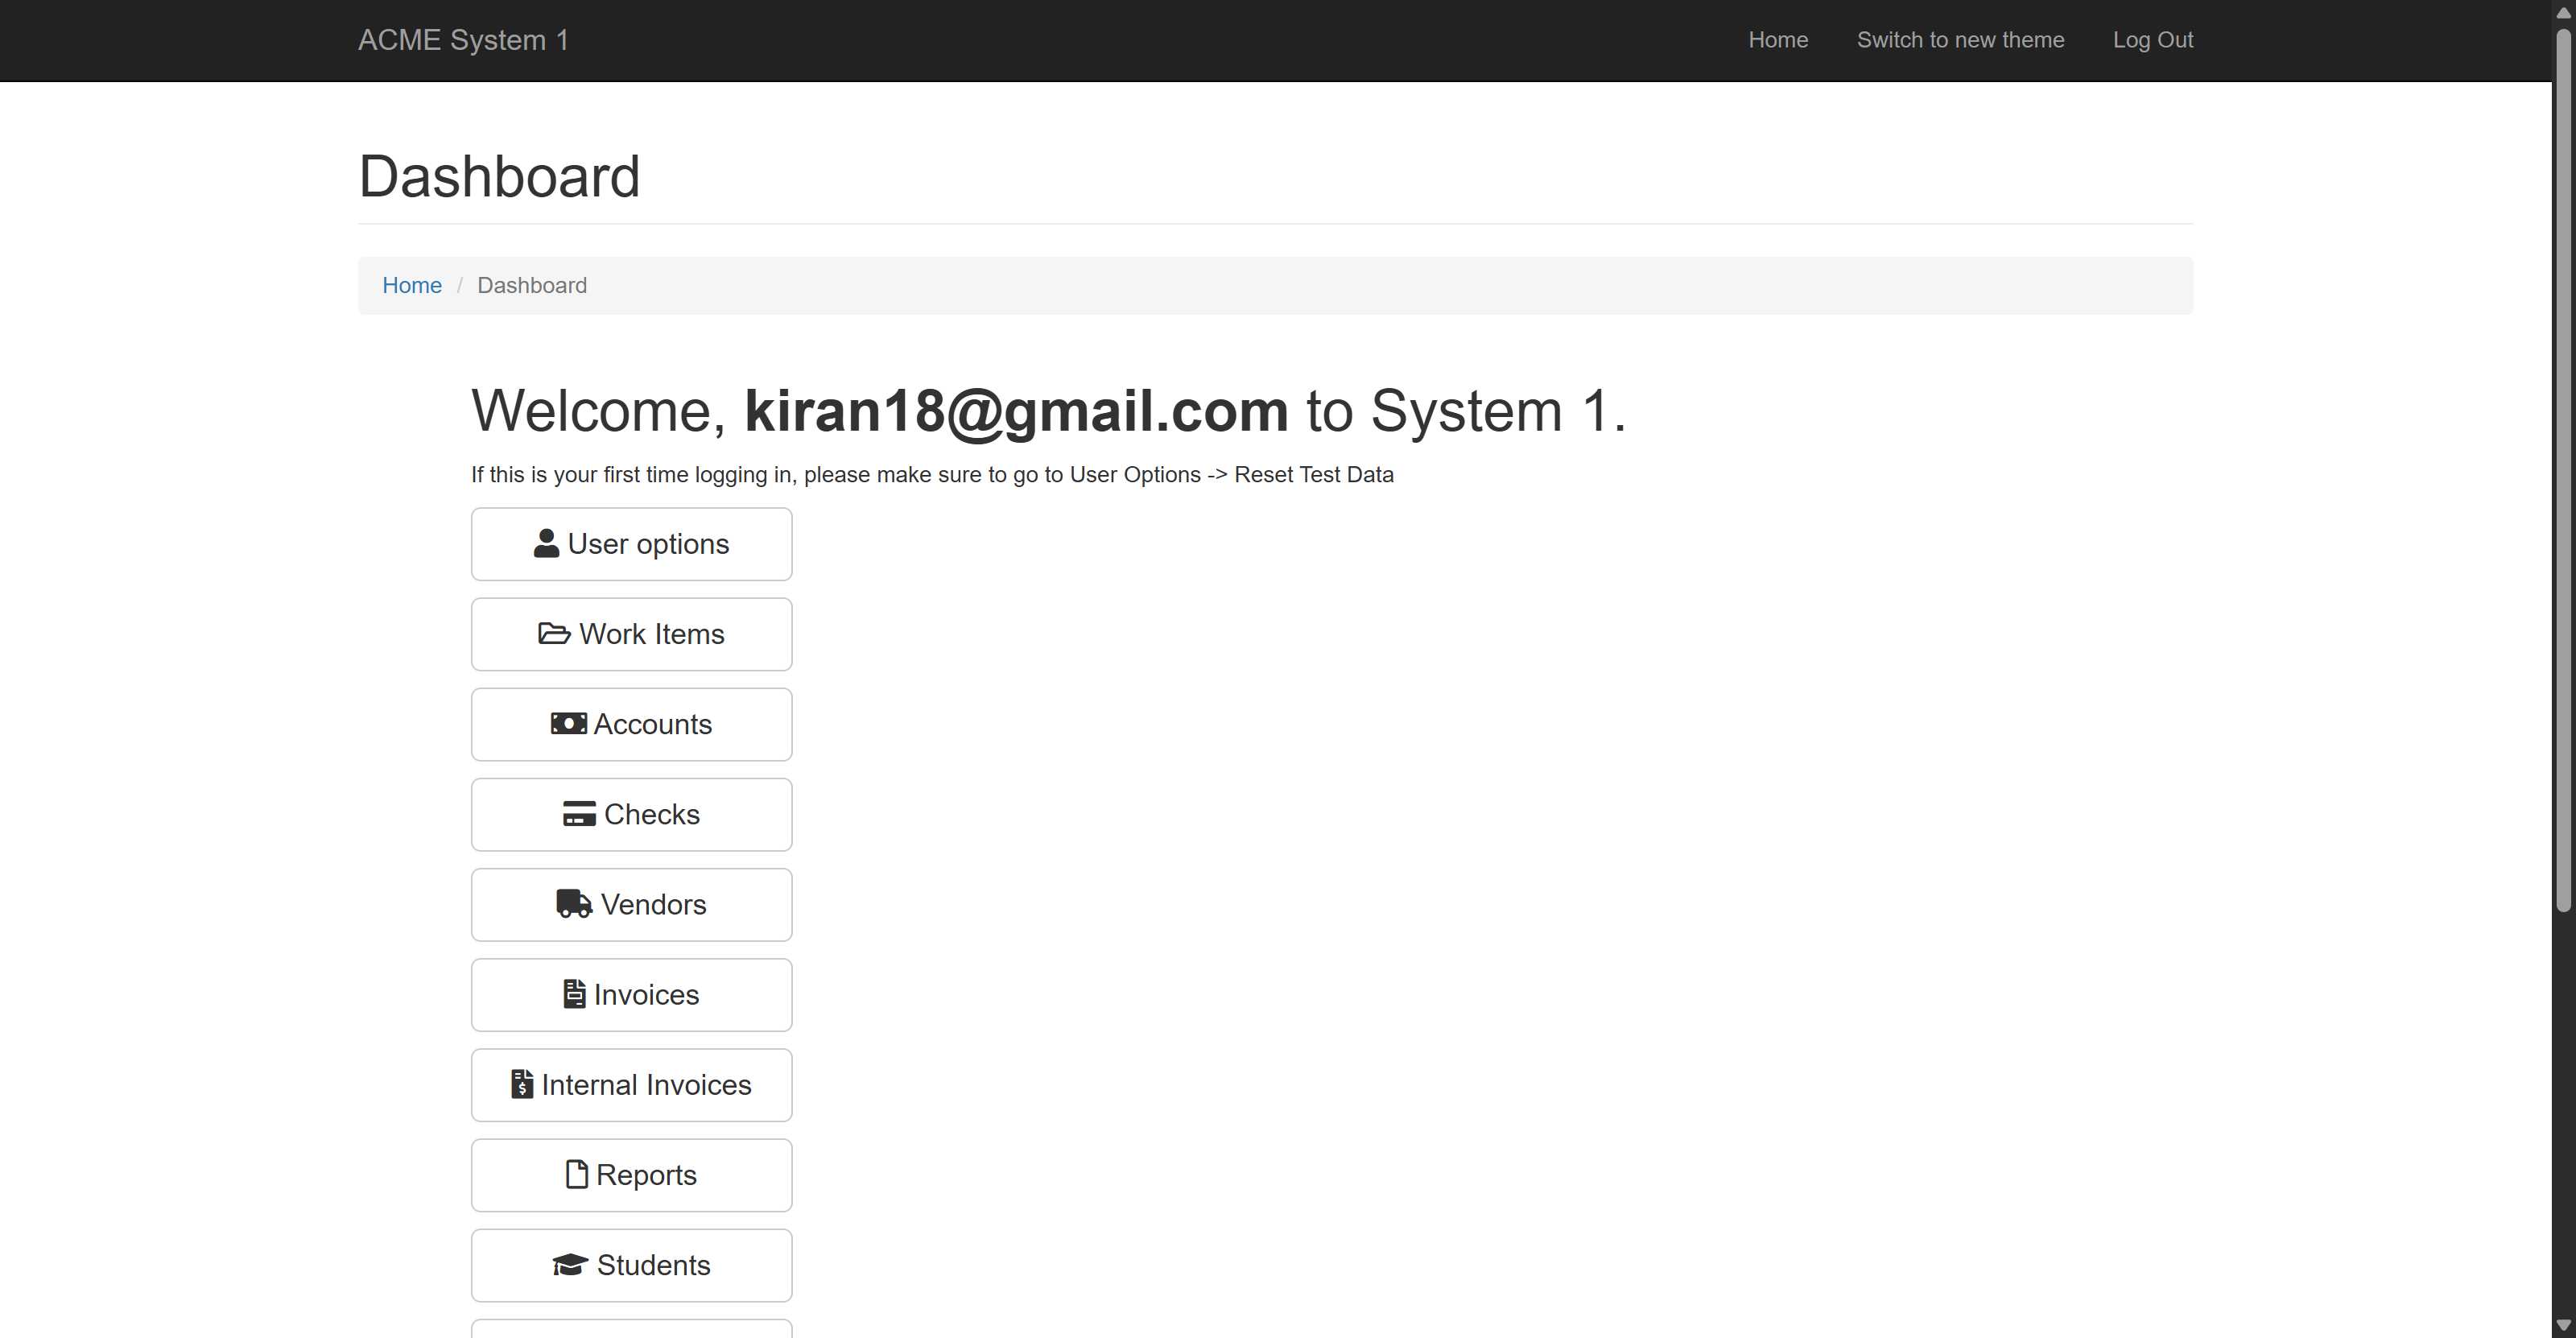 ACME System 1
Home
Switch to new theme
Log Out
Dashboard
Home / Dashboard
Welcome, kiran18@gmail.com to System 1.
If this is your first time logging in, please make sure to go to User Options -> Reset Test Data
User options
Work Items
Accounts
Checks
Vendors
Invoices
Internal Invoices
Reports
Students